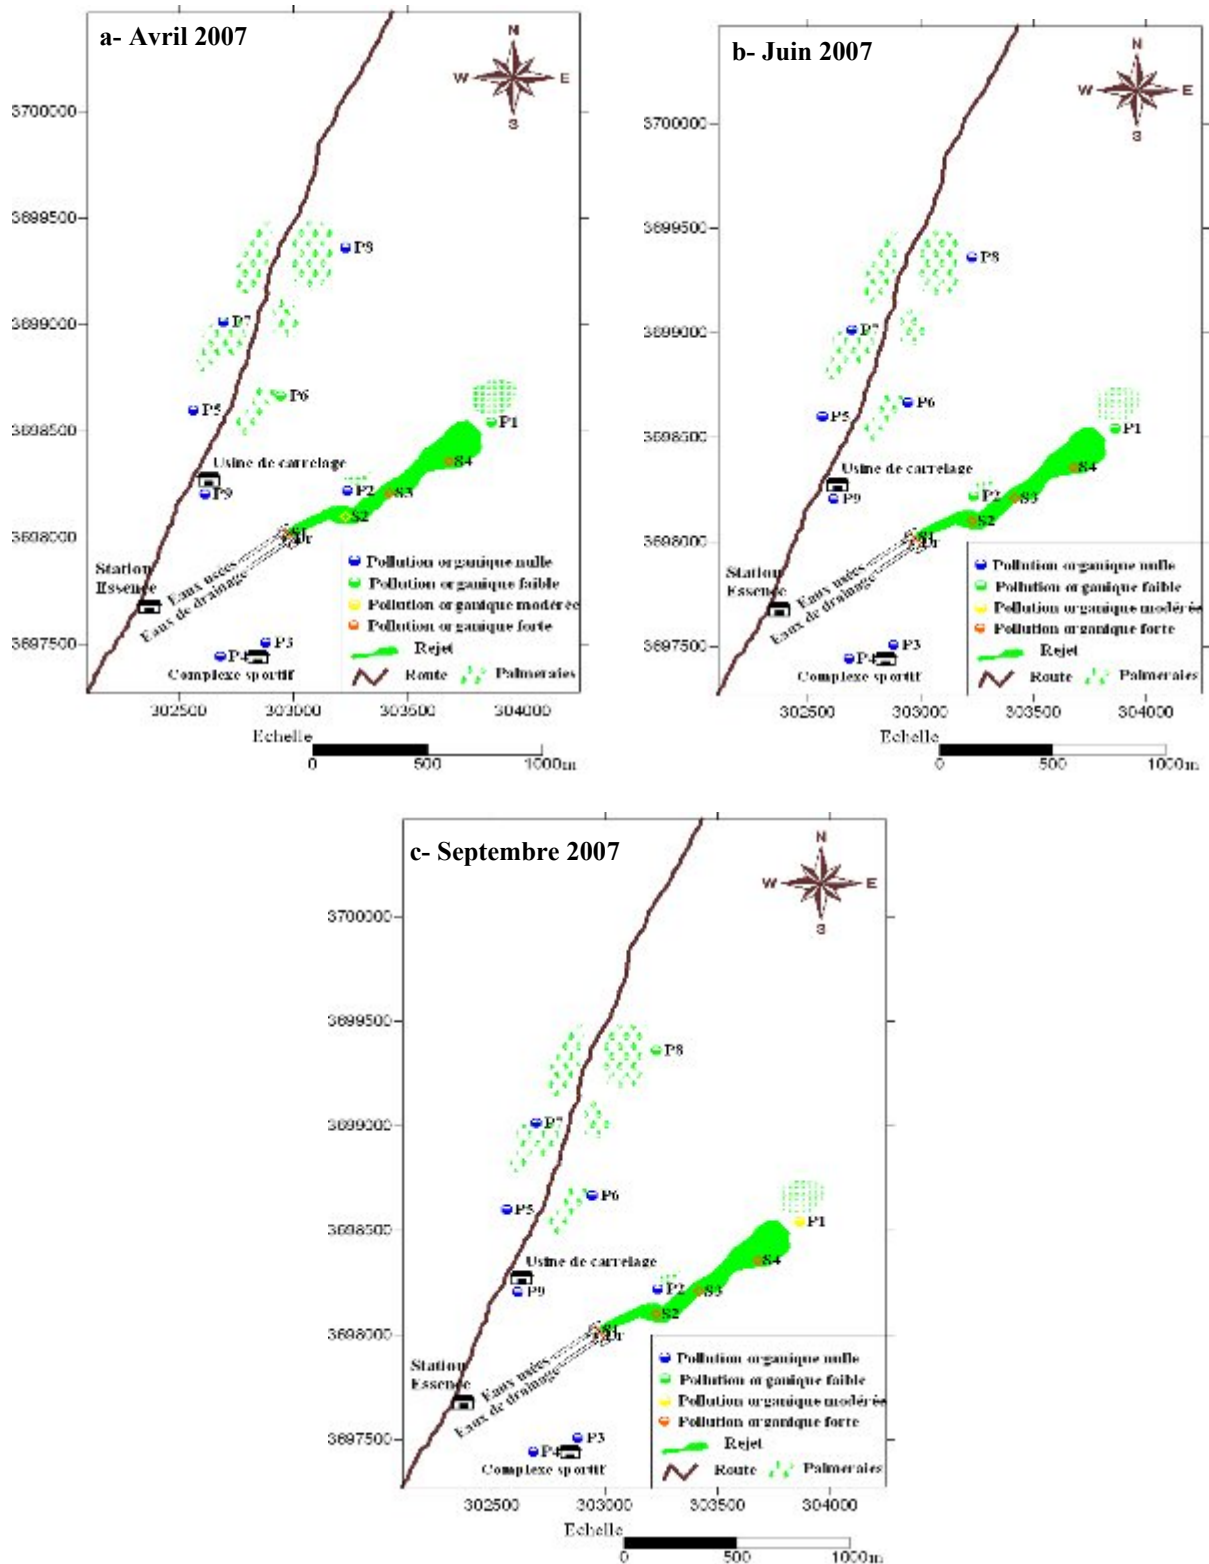 a- Avril 2007
N
W E
S
3700000
3699500
P8
3699000
P7
P6
P5
3698500
P1
Usine de carrelage
S4
P9
P2
S3
S2
S1
Dr
3698000
Station
Essence
Eaux usées
Eaux de drainage
Pollution organique nulle
Pollution organique faible
Pollution organique modérée
Pollution organique forte
Rejet
Route Palmeraies
3697500
P3
P4
Complexe sportif
302500 303000 303500 304000
Echelle
0 500 1000m
b- Juin 2007
N
W E
S
3700000
3699500
P8
3699000
P7
P6
P5
3698500
P1
Usine de carrelage
S4
P9
P2
S3
S2
S1
Dr
3698000
Station
Essence
Eaux usées
Eaux de drainage
Pollution organique nulle
Pollution organique faible
Pollution organique modérée
Pollution organique forte
Rejet
Route Palmeraies
3697500
P3
P4
Complexe sportif
302500 303000 303500 304000
Echelle
0 500 1000m
c- Septembre 2007
N
W E
S
3700000
3699500
P8
3699000
P7
P6
P5
3698500
P1
Usine de carrelage
S4
P9
P2
S3
S2
S1
Dr
3698000
Station
Essence
Eaux usées
Eaux de drainage
Pollution organique nulle
Pollution organique faible
Pollution organique modérée
Pollution organique forte
Rejet
Route Palmeraies
3697500
P3
P4
Complexe sportif
302500 303000 303500 304000
Echelle
0 500 1000m